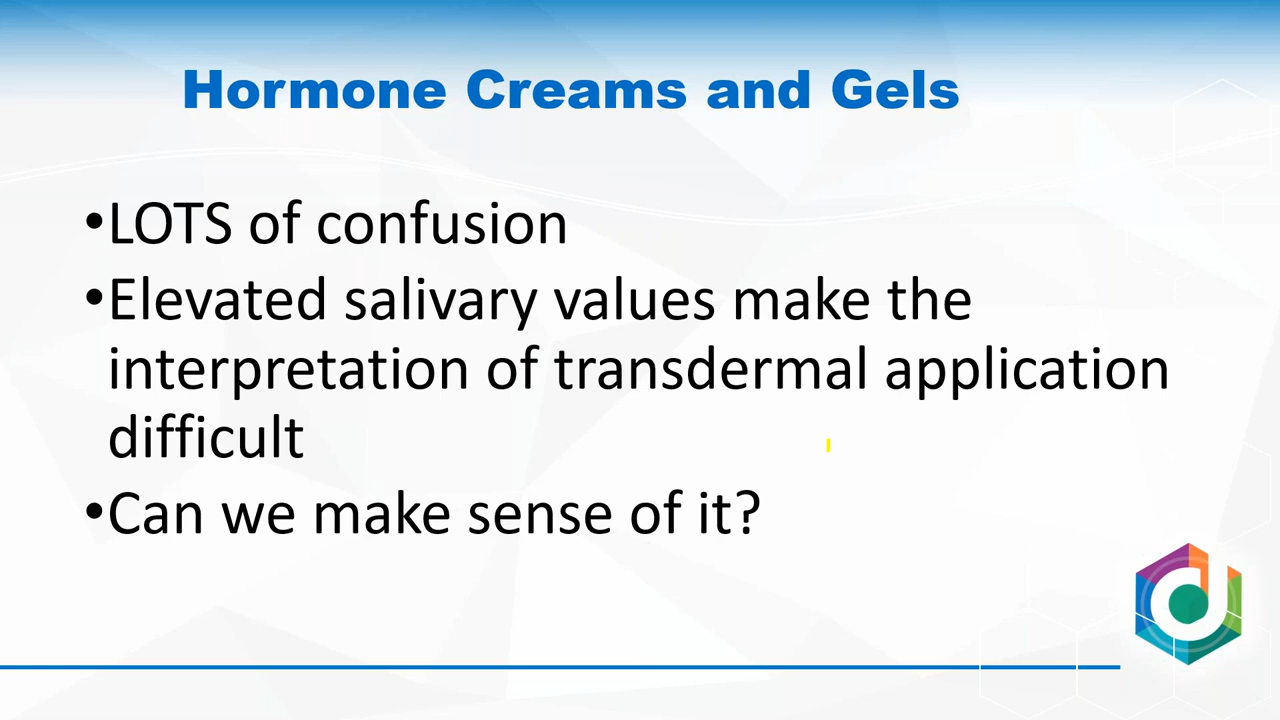 Hormone Creams and Gels
•LOTS of confusion
•Elevated salivary values make the
interpretation of transdermal application
difficult
•Can we make sense of it?